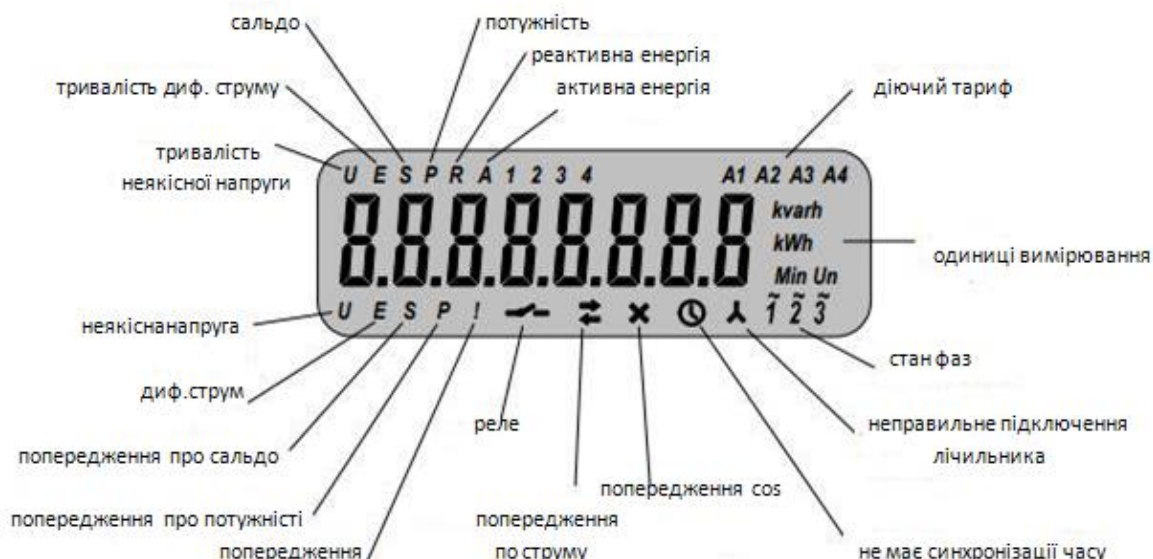 сальдо
потужність
реактивна енергія
тривалість диф. струму
активна енергія
діючий тариф
тривалість
неякісної напруги
U E S P R A 1 2 3 4
A1 A2 A3 A4
8.8.8.8.8.8.8.8
kvarh
kWh
Min Un
одиниці вимірювання
U E S P !
1 2 3
неякіснанапруга
стан фаз
диф.струм
реле
неправильне підключення
лічильника
попередження про сальдо
попередження cos
попередження про потужністі
попередження
по струму
попередження
не має синхронізації часу